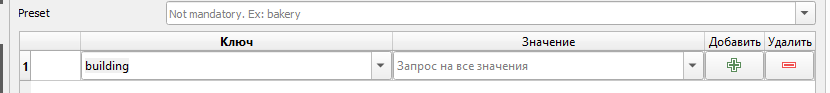 Preset Not mandatory. Ex: bakery
Ключ Значение Добавить Удалить
1 building Запрос на все значения